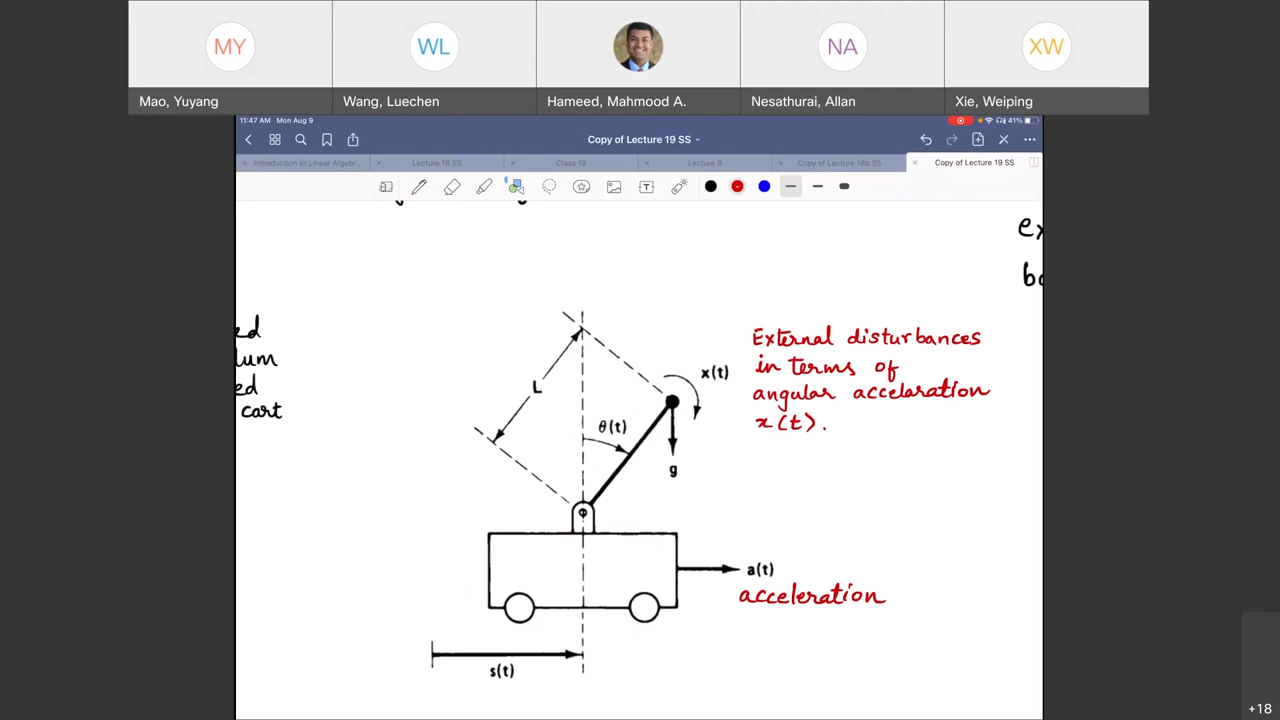 MY
WL
NA
XW
Mao, Yuyang
Wang, Luechen
Hameed, Mahmood A.
Nesathurai, Allan
Xie, Weiping
11:47 AM Mon Aug 9
41%
Copy of Lecture 19 SS
Introduction to Linear Algebr...
Lecture 18 SS
Class 19
Lecture 8
Copy of Lecture 18b SS
Copy of Lecture 19 SS
ed
lum
ed
cart
External disturbances
in terms of
angular accelaration
x(t).
L
θ(t)
x(t)
g
a(t)
acceleration
s(t)
+18